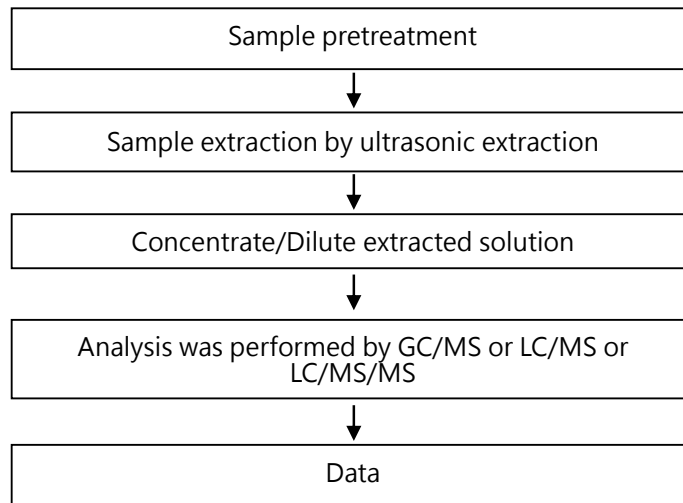 Sample pretreatment
Sample extraction by ultrasonic extraction
Concentrate/Dilute extracted solution
Analysis was performed by GC/MS or LC/MS or
LC/MS/MS
Data